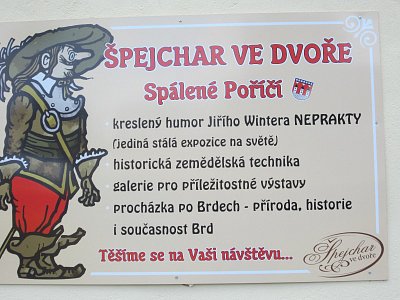 ŠPEJCHAR VE DVOŘE
Spálené Poříčí
· kreslený humor Jiřího Wintera NEPRAKTY
(jediná stálá expozice na světě)
· historická zemědělská technika
· galerie pro příležitostné výstavy
· procházka po Brdech - příroda, historie
i současnost Brd
Těšíme se na Vaši návštěvu...
Špejchar
ve dvoře